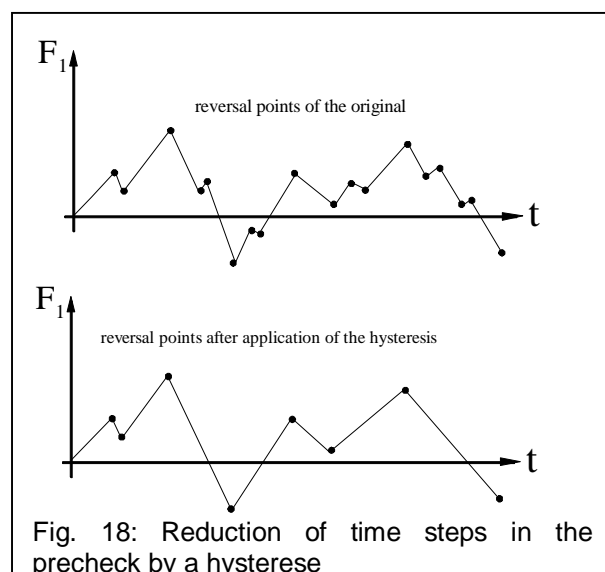 F1
reversal points of the original
t
F1
reversal points after application of the hysteresis
t
Fig. 18: Reduction of time steps in the
precheck by a hysterese